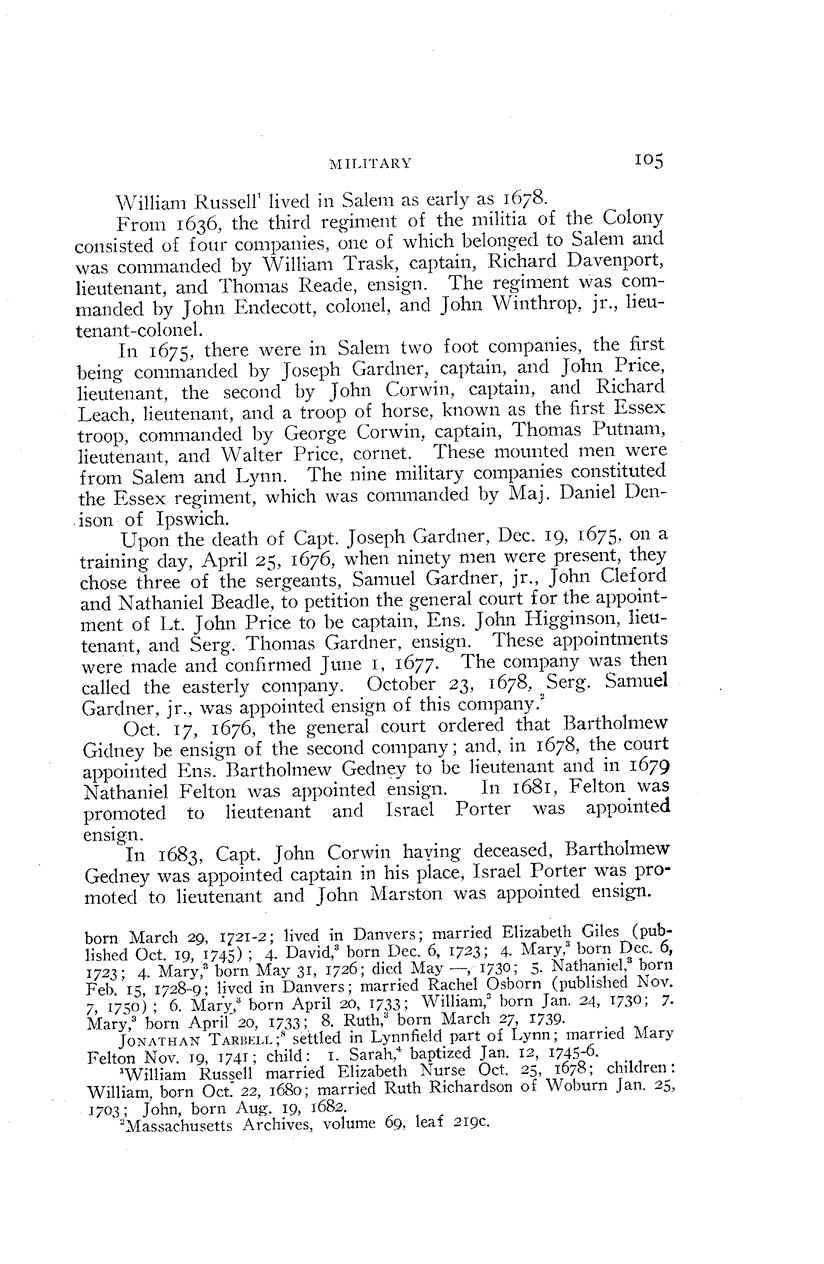 MILITARY 105
William Russell¹ lived in Salem as early as 1678.
From 1636, the third regiment of the militia of the Colony
consisted of four companies, one of which belonged to Salem and
was commanded by William Trask, captain, Richard Davenport,
lieutenant, and Thomas Reade, ensign. The regiment was com-
manded by John Endecott, colonel, and John Winthrop, jr., lieu-
tenant-colonel.
In 1675, there were in Salem two foot companies, the first
being commanded by Joseph Gardner, captain, and John Price,
lieutenant, the second by John Corwin, captain, and Richard
Leach, lieutenant, and a troop of horse, known as the first Essex
troop, commanded by George Corwin, captain, Thomas Putnam,
lieutenant, and Walter Price, cornet. These mounted men were
from Salem and Lynn. The nine military companies constituted
the Essex regiment, which was commanded by Maj. Daniel Den-
ison of Ipswich.
Upon the death of Capt. Joseph Gardner, Dec. 19, 1675, on a
training day, April 25, 1676, when ninety men were present, they
chose three of the sergeants, Samuel Gardner, jr., John Cleford
and Nathaniel Beadle, to petition the general court for the appoint-
ment of Lt. John Price to be captain, Ens. John Higginson, lieu-
tenant, and Serg. Thomas Gardner, ensign. These appointments
were made and confirmed June 1, 1677. The company was then
called the easterly company. October 23, 1678, Serg. Samuel
Gardner, jr., was appointed ensign of this company.²
Oct. 17, 1676, the general court ordered that Bartholmew
Gidney be ensign of the second company; and, in 1678, the court
appointed Ens. Bartholmew Gedney to be lieutenant and in 1679
Nathaniel Felton was appointed ensign. In 1681, Felton was
promoted to lieutenant and Israel Porter was appointed
ensign.
In 1683, Capt. John Corwin having deceased, Bartholmew
Gedney was appointed captain in his place, Israel Porter was pro-
moted to lieutenant and John Marston was appointed ensign.
born March 29, 1721-2; lived in Danvers; married Elizabeth Giles (pub-
lished Oct. 19, 1745); 4. David,³ born Dec. 6, 1723; 4. Mary,³ born Dec. 6,
1723; 4. Mary,³ born May 31, 1726; died May —, 1730; 5. Nathaniel,³ born
Feb. 15, 1728-9; lived in Danvers; married Rachel Osborn (published Nov.
7, 1750); 6. Mary,³ born April 20, 1733; William,³ born Jan. 24, 1730; 7.
Mary,³ born April 20, 1733; 8. Ruth,³ born March 27, 1739.
JONATHAN TARBELL;³ settled in Lynnfield part of Lynn; married Mary
Felton Nov. 19, 1741; child: 1. Sarah,⁴ baptized Jan. 12, 1745-6.
¹William Russell married Elizabeth Nurse Oct. 25, 1678; children:
William, born Oct. 22, 1680; married Ruth Richardson of Woburn Jan. 25,
1703; John, born Aug. 19, 1682.
²Massachusetts Archives, volume 69, leaf 219c.